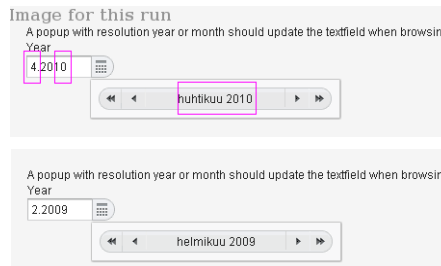 Image for this run
A popup with resolution year or month should update the textfield when browsin
Year
4.2010
huhtikuu 2010
A popup with resolution year or month should update the textfield when browsin
Year
2.2009
helmikuu 2009